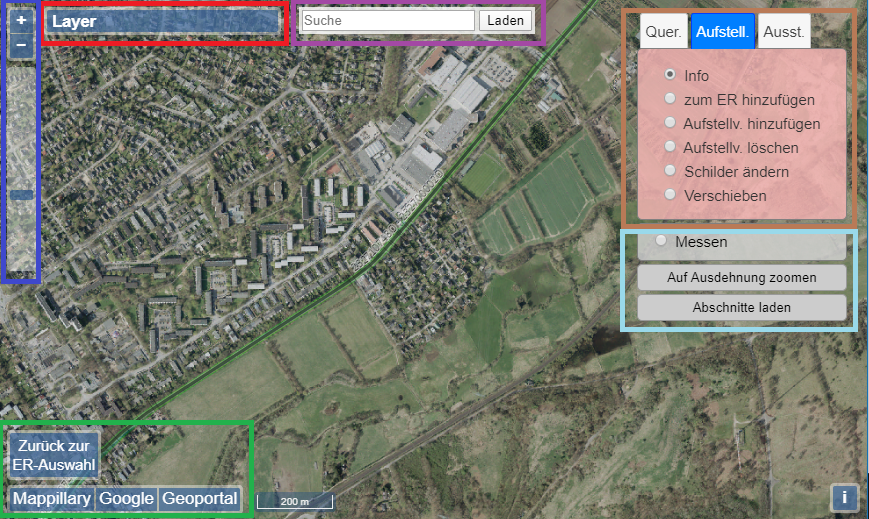 +
Layer
Suche
Laden
−
Quer.
Aufstell.
Ausst.
Info
zum ER hinzufügen
Aufstellv. hinzufügen
Aufstellv. löschen
Schilder ändern
Verschieben
Messen
Auf Ausdehnung zoomen
Abschnitte laden
Zurück zur
ER-Auswahl
Mappillary
Google
Geoportal
200 m
i